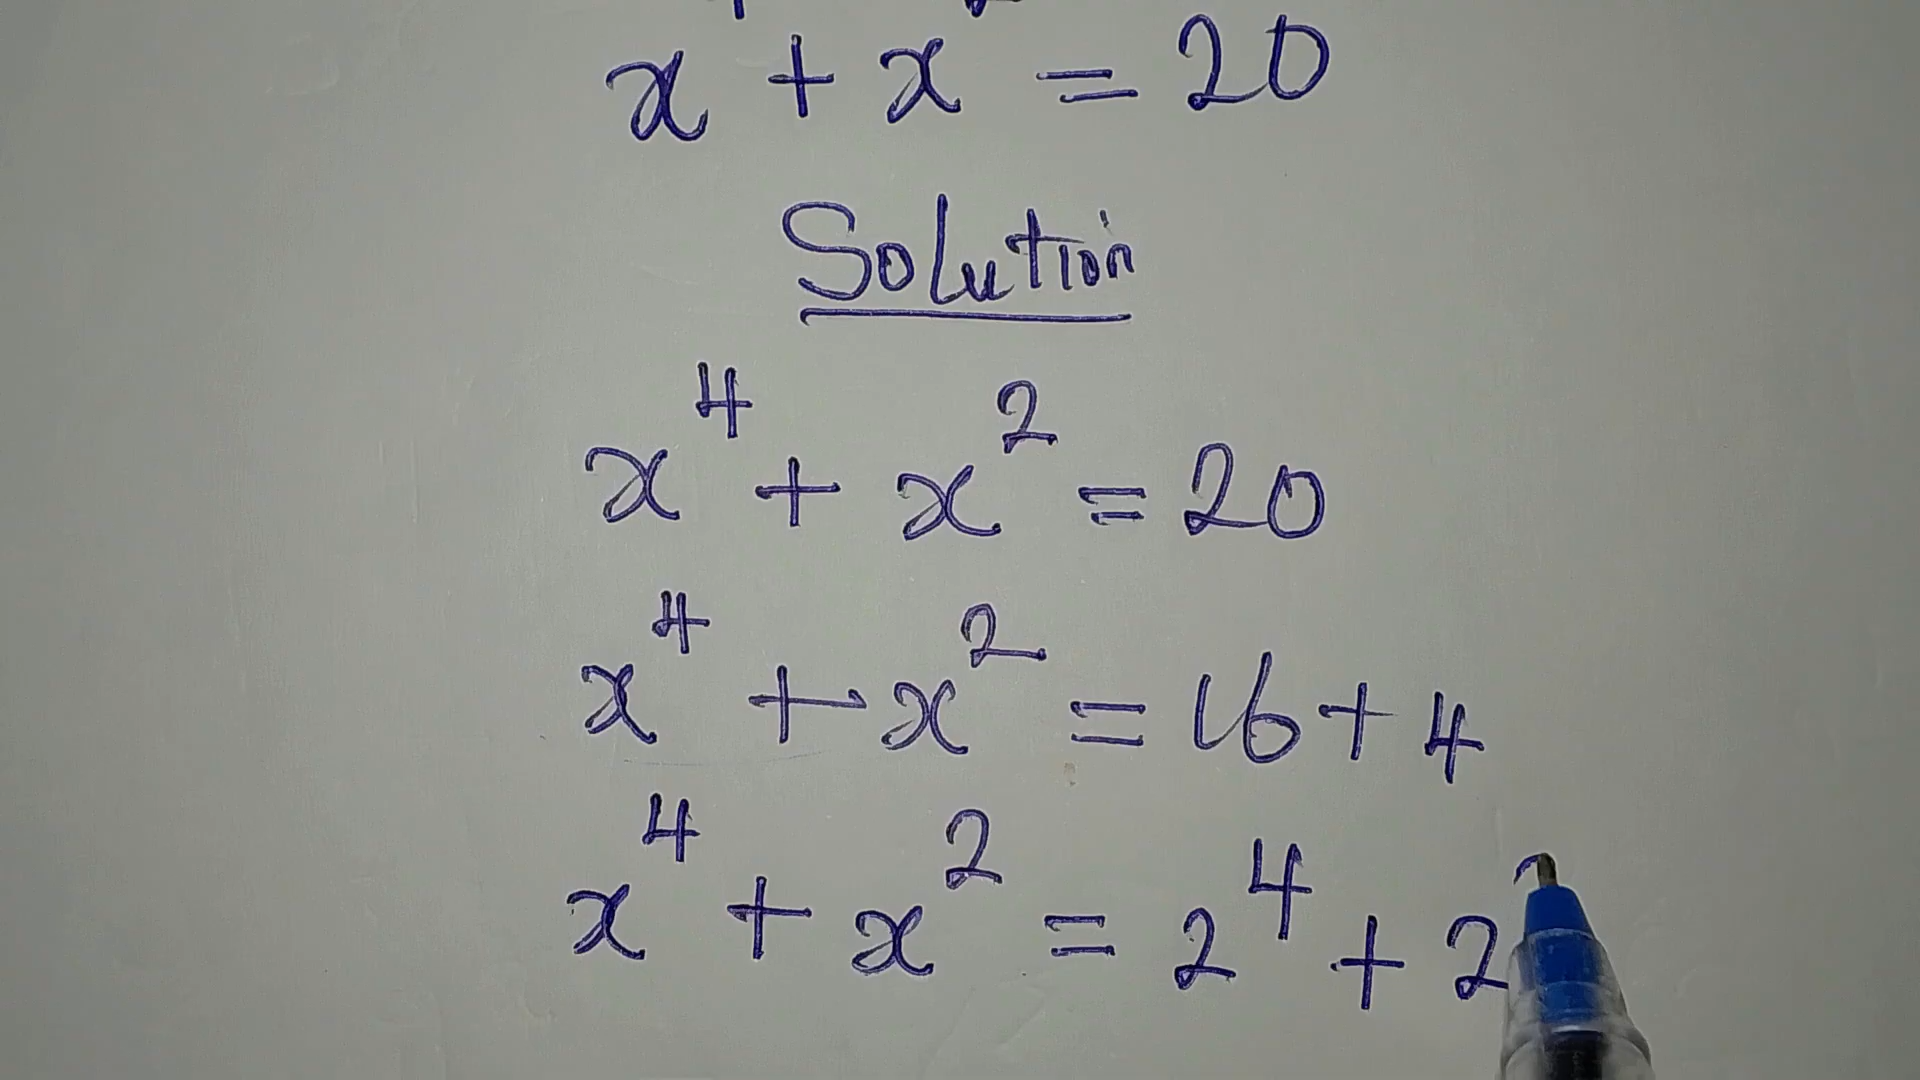 x + x = 20
Solution
x⁴ + x² = 20
x⁴ + x² = 16 + 4
x⁴ + x² = 2⁴ + 2